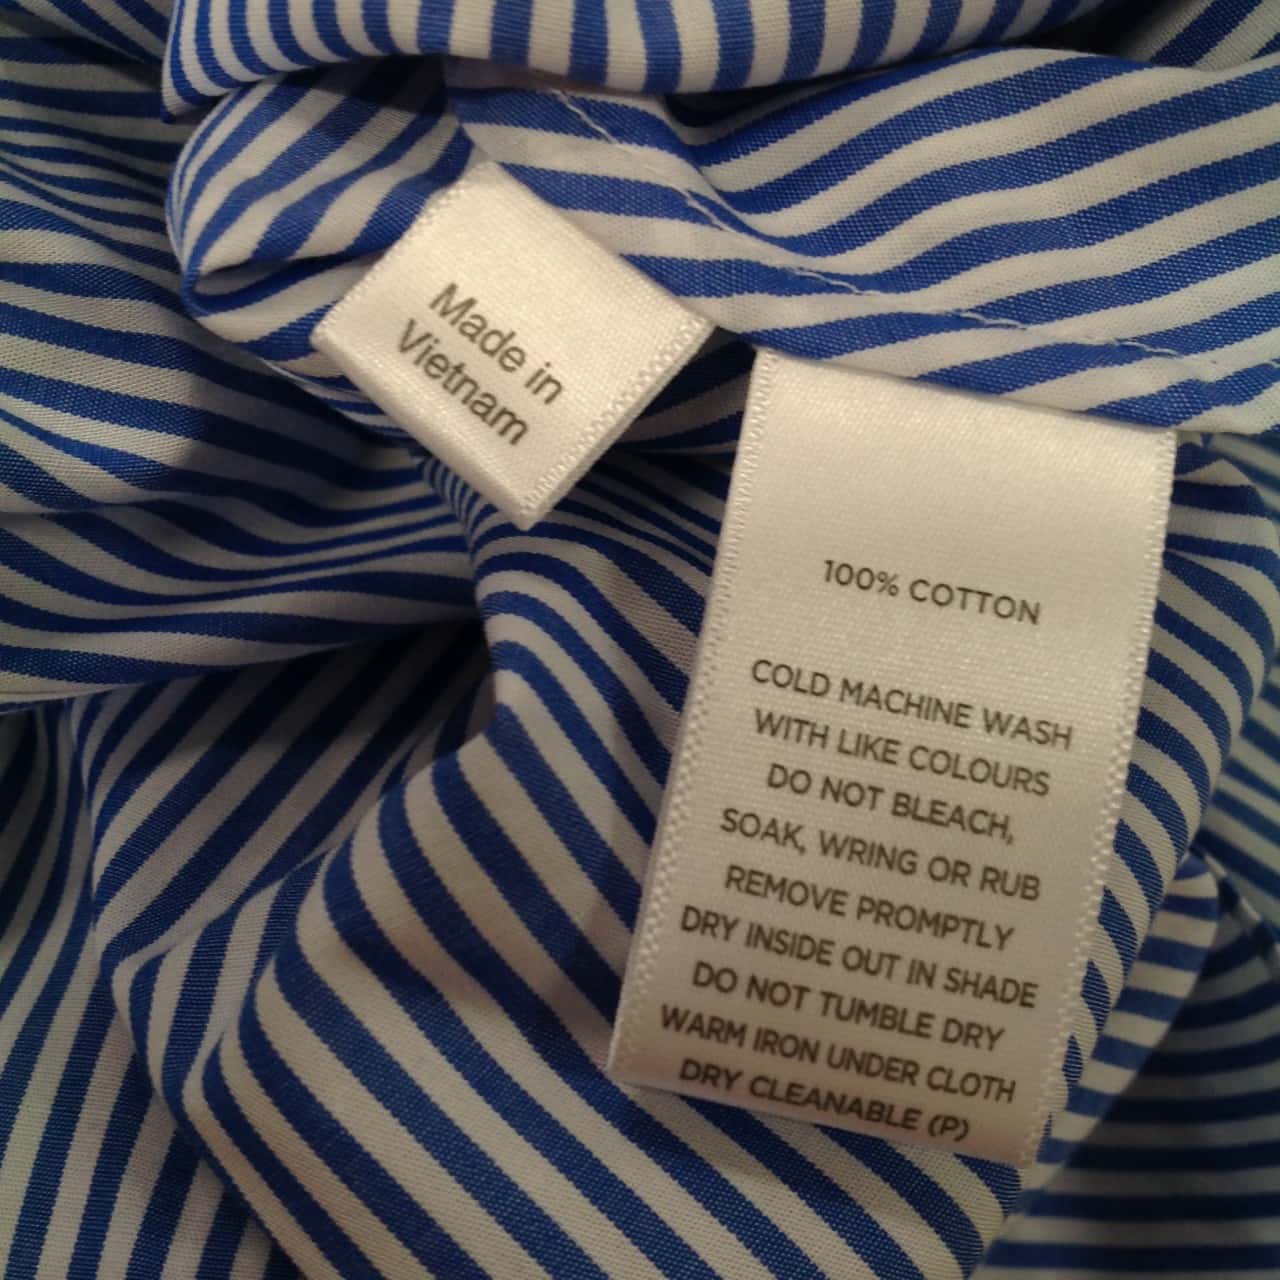 Made in
Vietnam
100% COTTON
COLD MACHINE WASH
WITH LIKE COLOURS
DO NOT BLEACH,
SOAK, WRING OR RUB
REMOVE PROMPTLY
DRY INSIDE OUT IN SHADE
DO NOT TUMBLE DRY
WARM IRON UNDER CLOTH
DRY CLEANABLE (P)